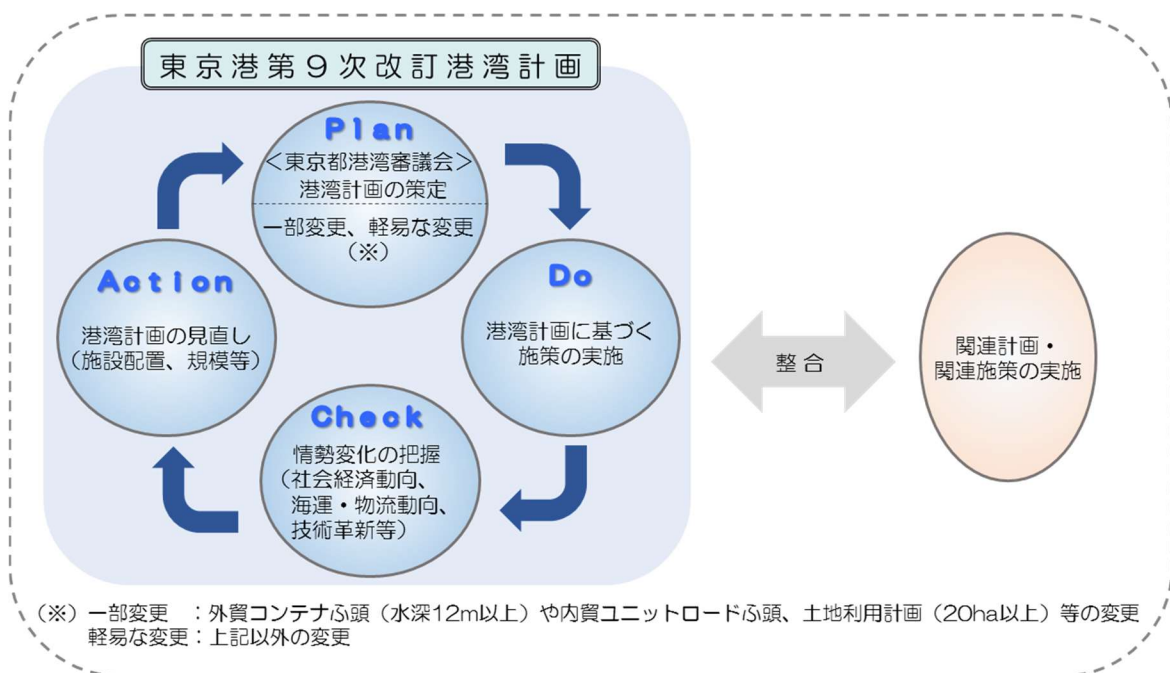 東京港第9次改訂港湾計画
Plan
＜東京都港湾審議会＞
港湾計画の策定
一部変更、軽易な変更
（※）
Do
港湾計画に基づく
施策の実施
Check
情勢変化の把握
（社会経済動向、
海運・物流動向、
技術革新等）
Action
港湾計画の見直し
（施設配置、規模等）
整合
関連計画・
関連施策の実施
（※）一部変更　：外貿コンテナふ頭（水深12m以上）や内貿ユニットロードふ頭、土地利用計画（20ha以上）等の変更
軽易な変更：上記以外の変更